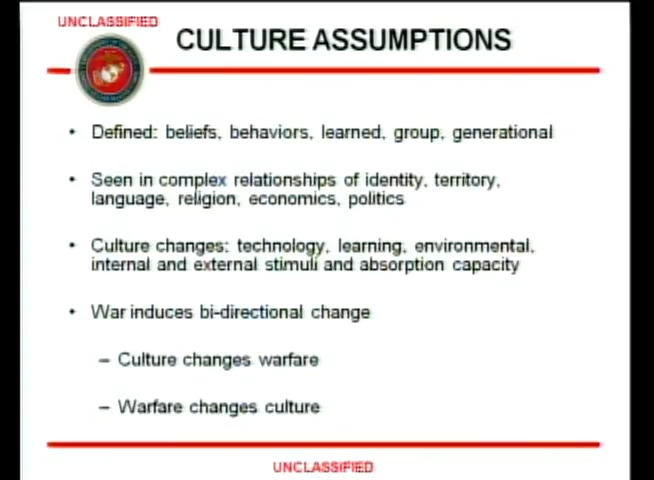 UNCLASSIFIED
CULTURE ASSUMPTIONS
• Defined: beliefs, behaviors, learned, group, generational
• Seen in complex relationships of identity, territory,
language, religion, economics, politics
• Culture changes: technology, learning, environmental,
internal and external stimuli and absorption capacity
• War induces bi-directional change
– Culture changes warfare
– Warfare changes culture
UNCLASSIFIED